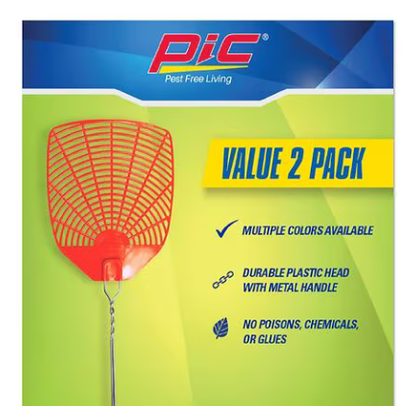 PiC®
Pest Free Living
VALUE 2 PACK
MULTIPLE COLORS AVAILABLE
DURABLE PLASTIC HEAD
WITH METAL HANDLE
NO POISONS, CHEMICALS,
OR GLUES